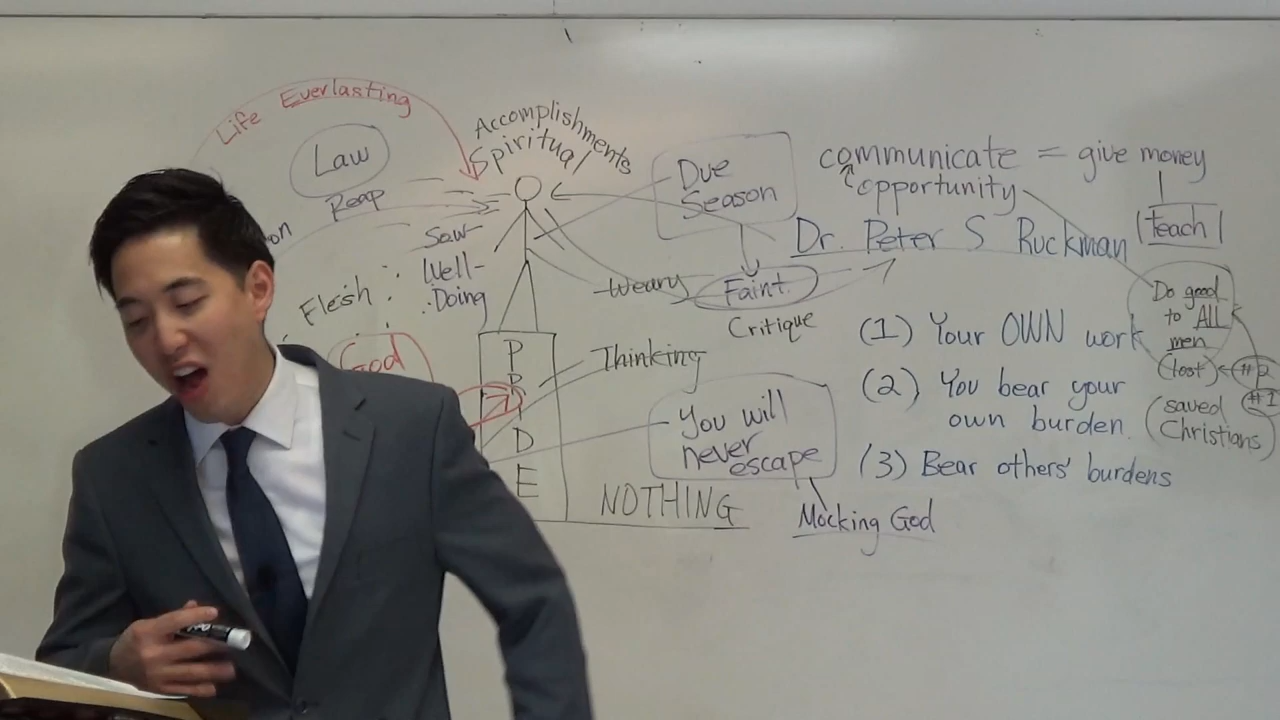 Life Everlasting
Law
Reap
Accomplishments
Spiritual
Sow
Well-
Doing
Flesh
God
P
R
I
D
E
Due
Season
Weary
Faint.
Critique
Thinking
You will
never
escape
NOTHING
Mocking God
communicate = give money
opportunity
teach
Dr. Peter S Ruckman
(1) Your OWN work
(2) You bear your
own burden.
(3) Bear others' burdens
Do good
to ALL
men
(lost)
#2
#1
(saved
Christians)